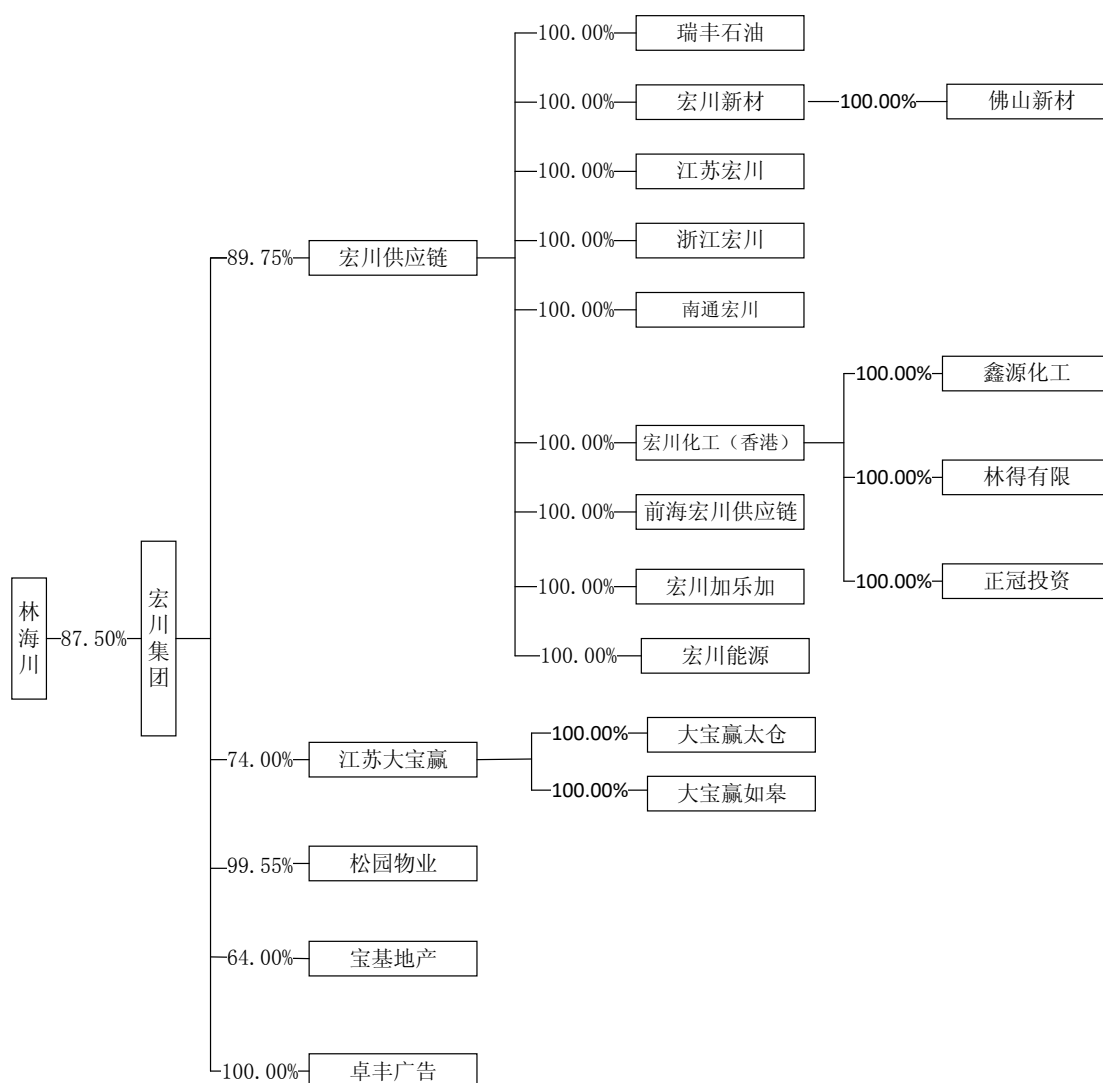 100.00%
瑞丰石油
100.00%
宏川新材
100.00%
佛山新材
100.00%
江苏宏川
100.00%
浙江宏川
89.75%
宏川供应链
100.00%
南通宏川
100.00%
鑫源化工
100.00%
宏川化工（香港）
100.00%
林得有限
100.00%
前海宏川供应链
100.00%
宏川加乐加
100.00%
正冠投资
林海川
87.50%
宏川集团
100.00%
宏川能源
100.00%
大宝赢太仓
74.00%
江苏大宝赢
100.00%
大宝赢如皋
99.55%
松园物业
64.00%
宝基地产
100.00%
卓丰广告